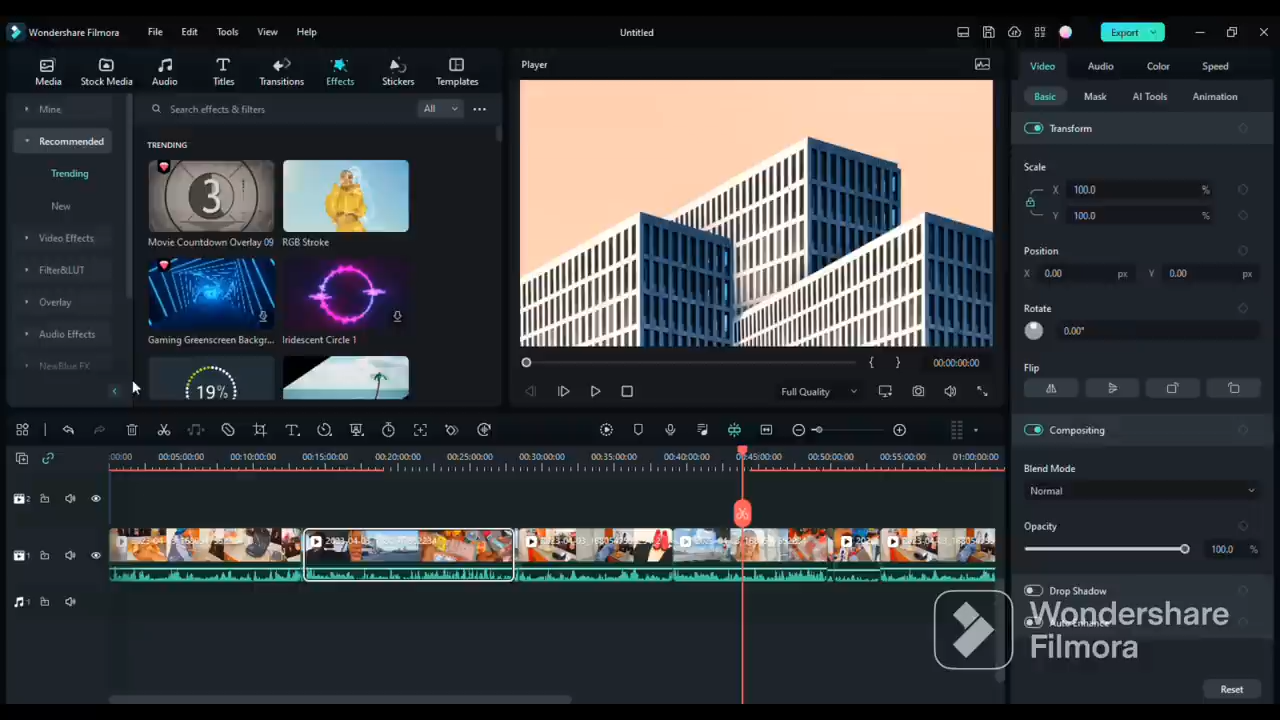 Wondershare Filmora File Edit Tools View Help Untitled Export
Media Stock Media Audio Titles Transitions Effects Stickers Templates
Player
Video Audio Color Speed
Mine
Search effects & filters All
Basic Mask AI Tools Animation
Recommended
Trending
New
Video Effects
Filter&LUT
Overlay
Audio Effects
NewBlue FX
TRENDING
3
Movie Countdown Overlay 09 RGB Stroke
Gaming Greenscreen Backgr... Iridescent Circle 1
19%
{ } 00:00:00:00
Full Quality
Transform
Scale
X 100.0 %
Y 100.0 %
Position
X 0.00 px Y 0.00 px
Rotate
0.00°
Flip
Compositing
Blend Mode
Normal
Opacity
100.0 %
Drop Shadow
Auto Enhance
Reset
:00:00 00:05:00:00 00:10:00:00 00:15:00:00 00:20:00:00 00:25:00:00 00:30:00:00 00:35:00:00 00:40:00:00 00:45:00:00 00:50:00:00 00:55:00:00 01:00:00:00
2
1
1
Wondershare
Filmora